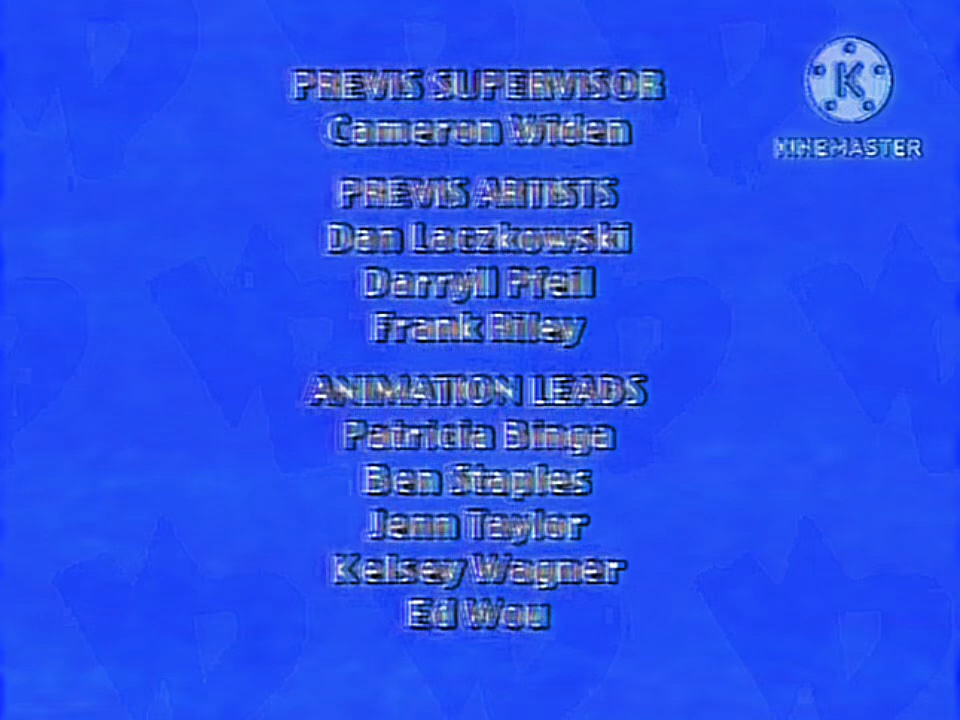 PREVIS SUPERVISOR
Cameron Widen
K
KINEMASTER
PREVIS ARTISTS
Dan Laczkowski
Darryll Pfeil
Frank Riley
ANIMATION LEADS
Patricia Binga
Ben Staples
Jenn Taylor
Kelsey Wagner
Ed Wou